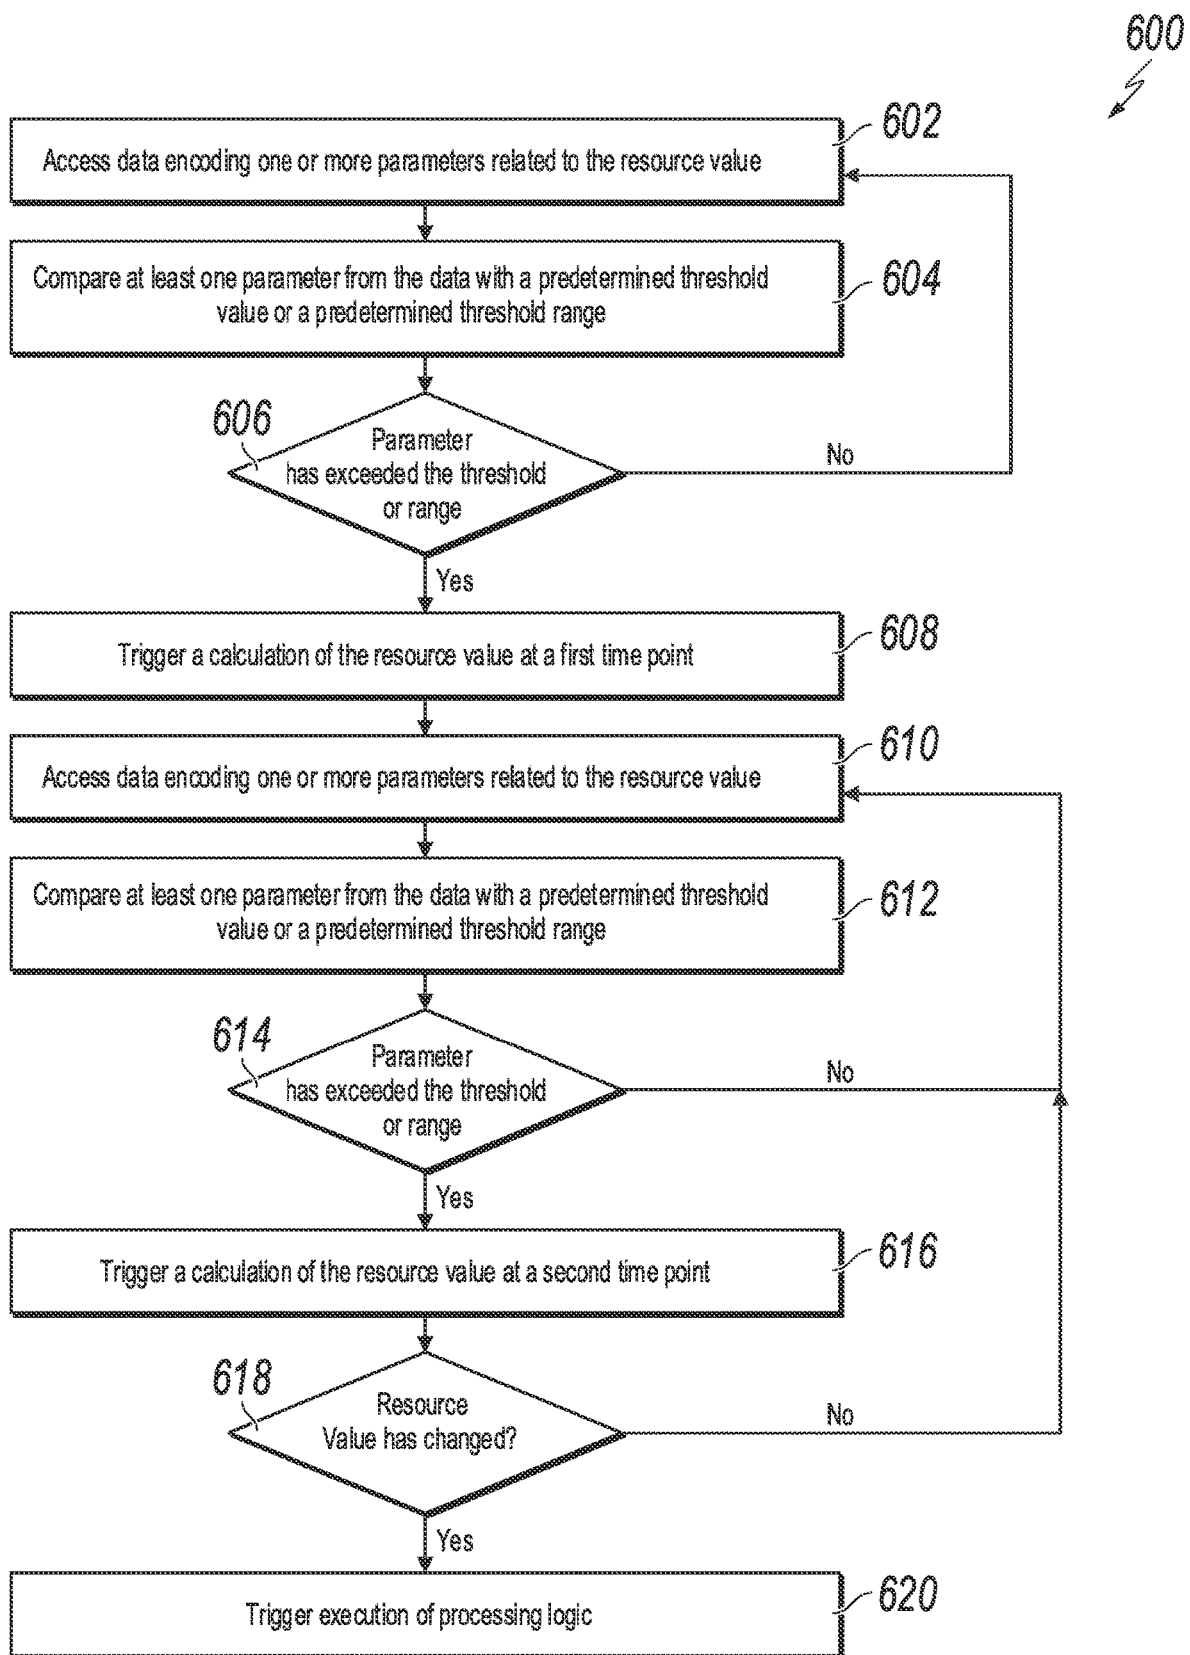 600
602
Access data encoding one or more parameters related to the resource value
Compare at least one parameter from the data with a predetermined threshold
value or a predetermined threshold range
604
606
Parameter
has exceeded the threshold
or range
No
Yes
Trigger a calculation of the resource value at a first time point
608
610
Access data encoding one or more parameters related to the resource value
Compare at least one parameter from the data with a predetermined threshold
value or a predetermined threshold range
612
614
Parameter
has exceeded the threshold
or range
No
Yes
Trigger a calculation of the resource value at a second time point
616
618
Resource
Value has changed?
No
Yes
Trigger execution of processing logic
620